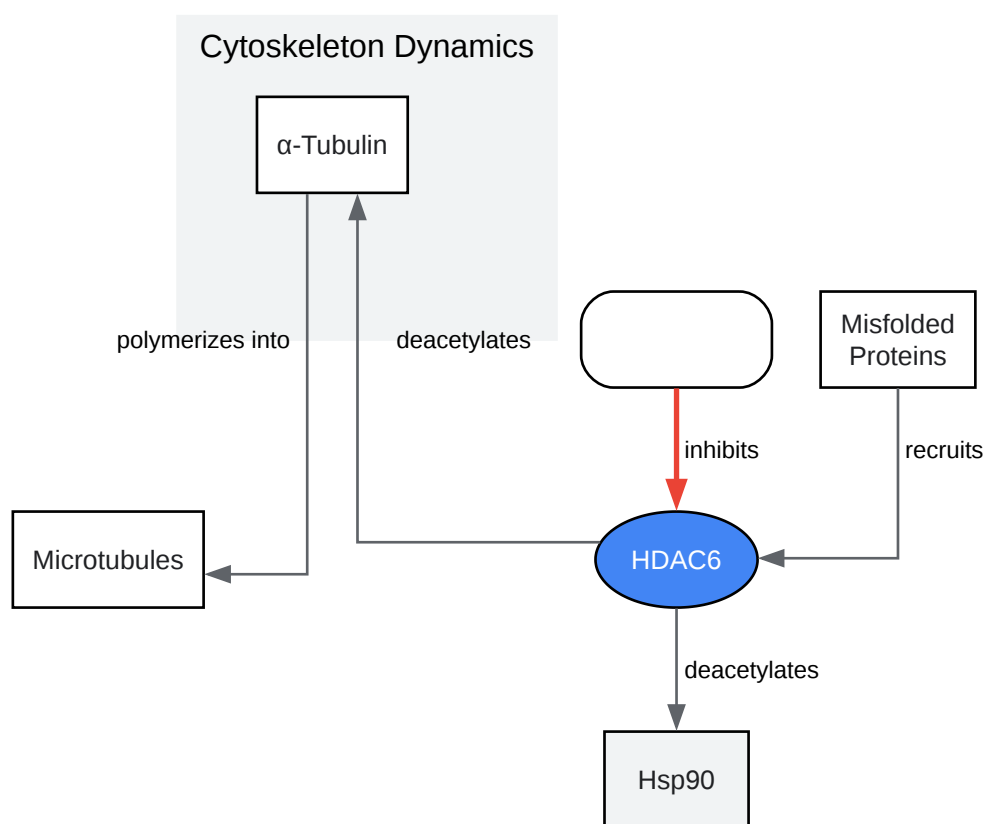 Cytoskeleton Dynamics
α-Tubulin
polymerizes into
deacetylates
Misfolded
Proteins
inhibits
recruits
Microtubules
HDAC6
deacetylates
Hsp90